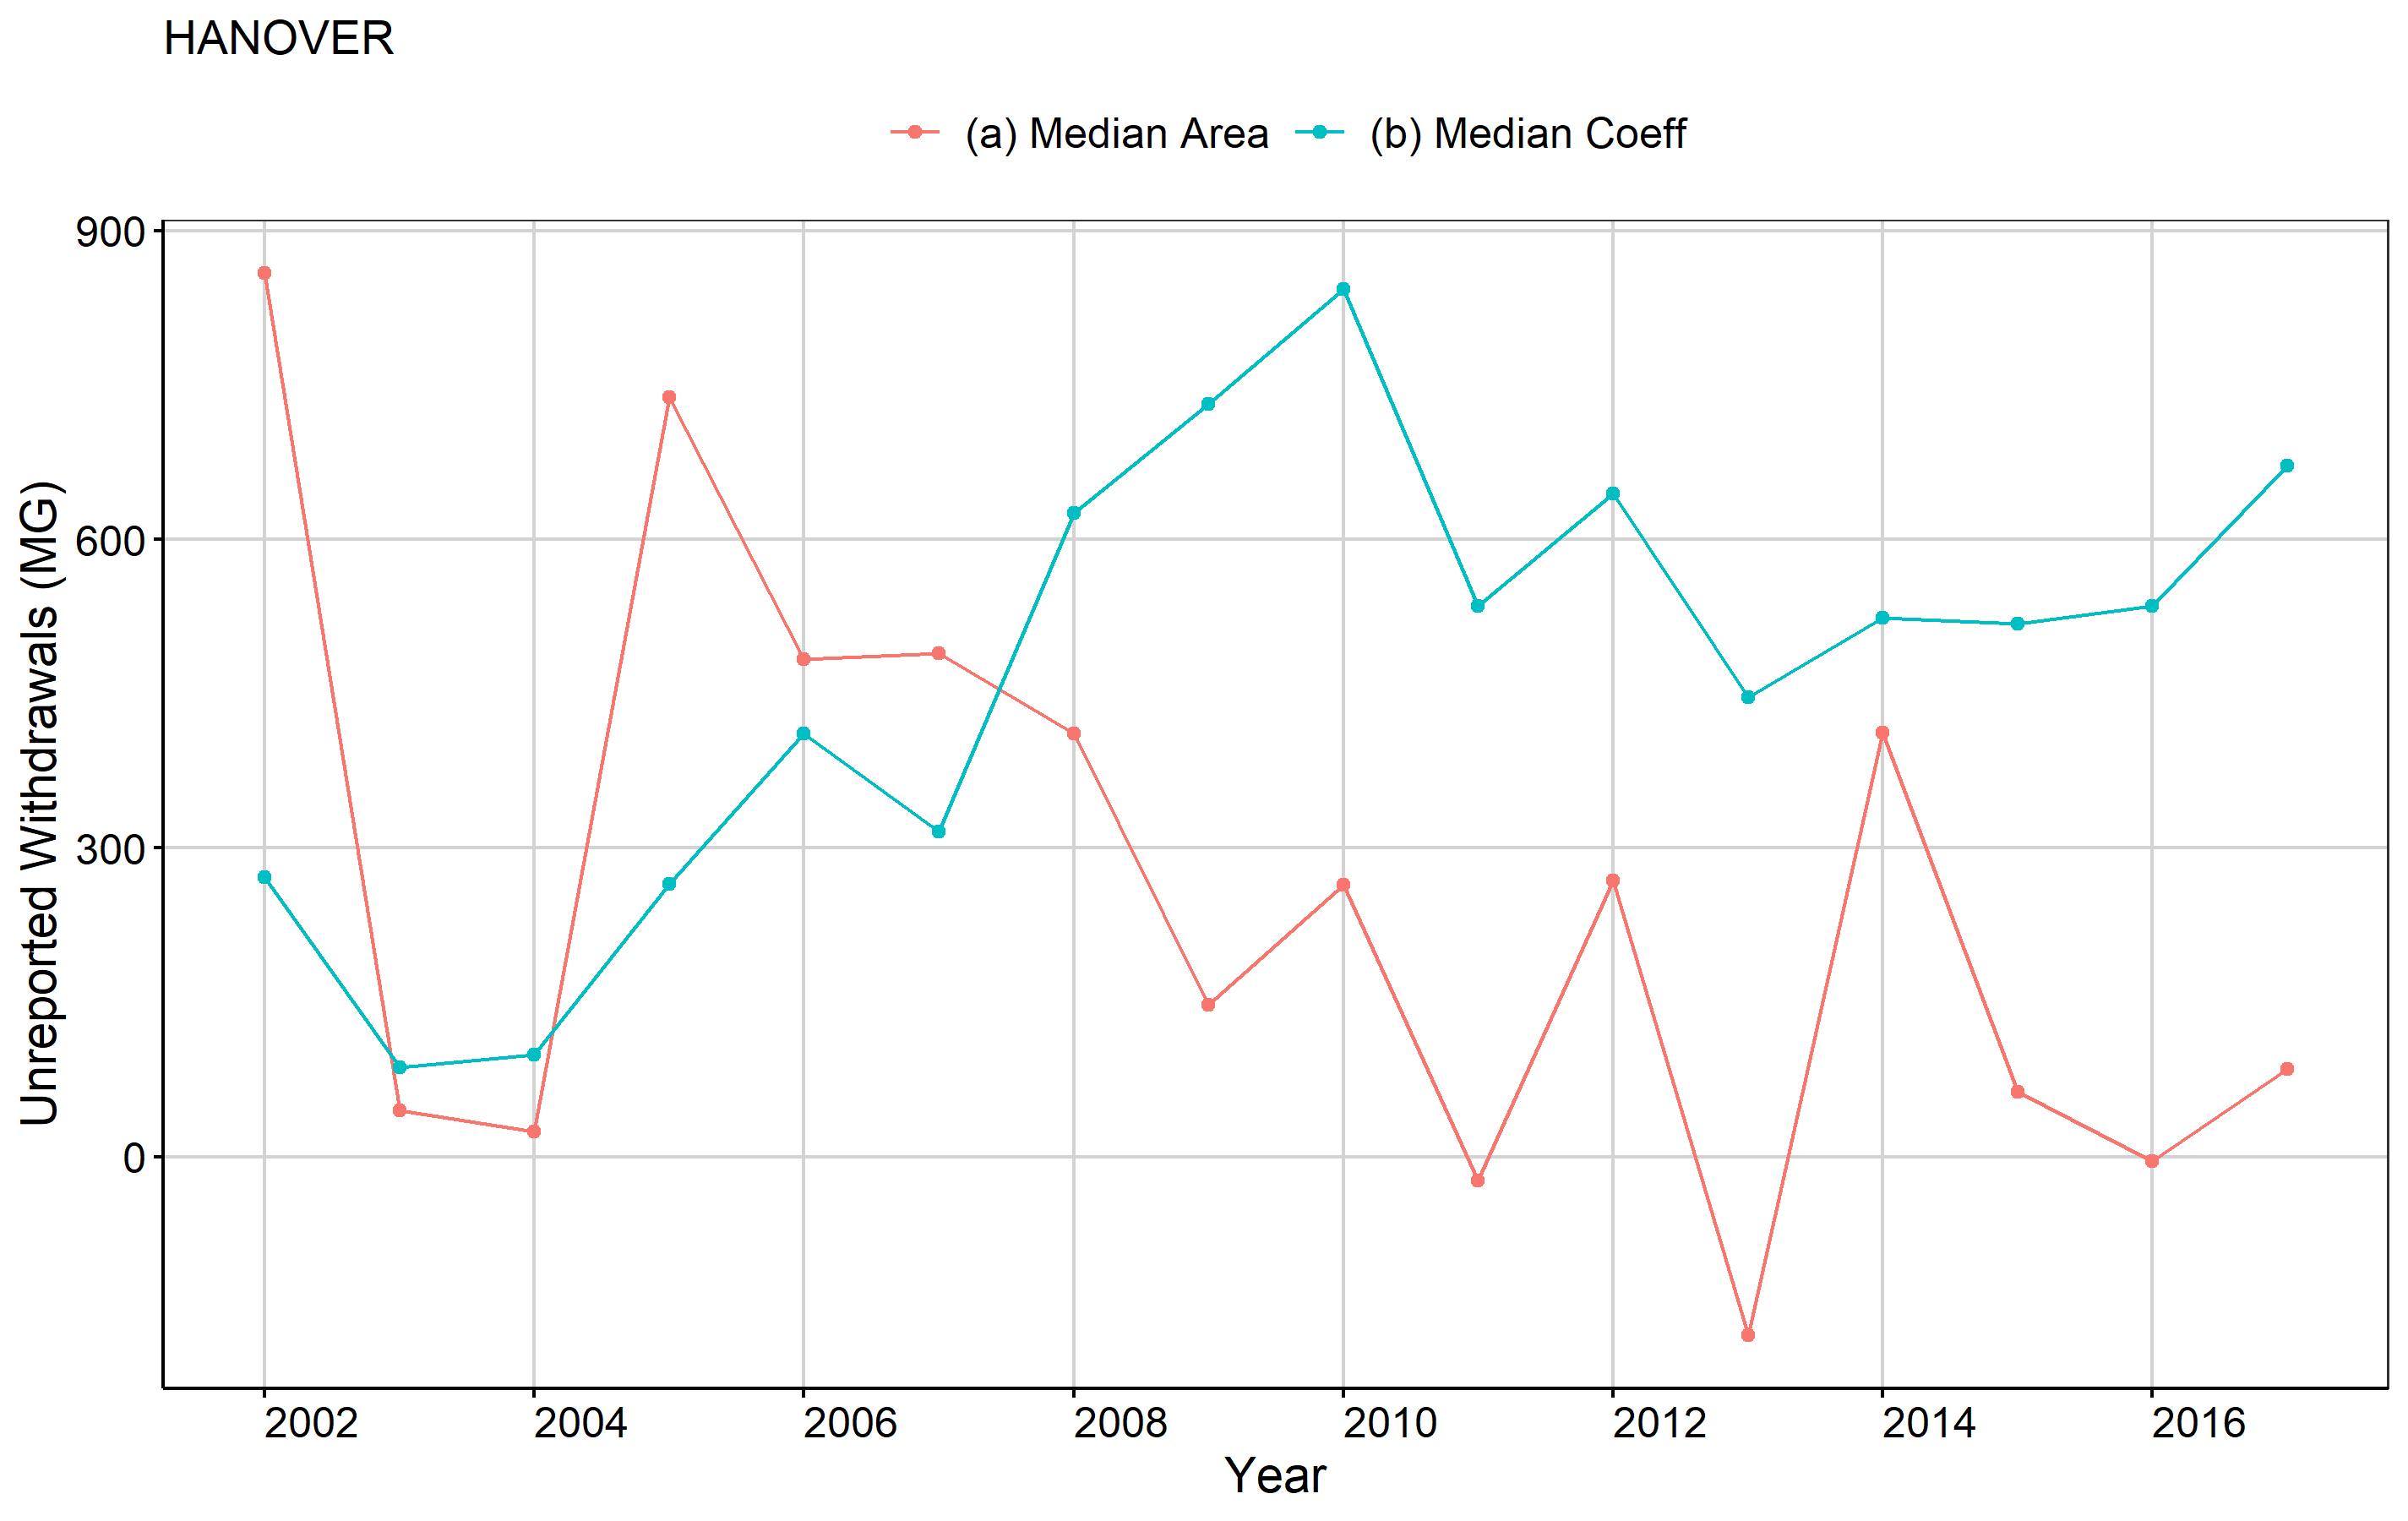 HANOVER
(a) Median Area (b) Median Coeff
900
600
300
0
Unreported Withdrawals (MG)
2002 2004 2006 2008 2010 2012 2014 2016
Year